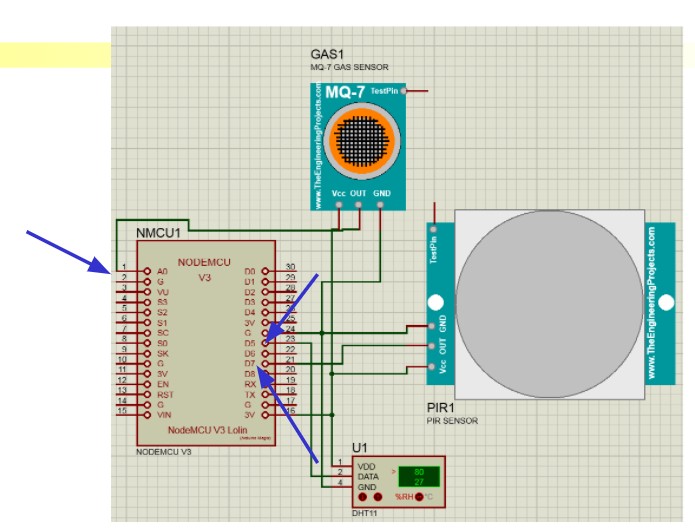 GAS1
MQ-7 GAS SENSOR
MQ-7 TestPin
www.TheEngineeringProjects.com
Vcc OUT GND
NMCU1
NODEMCU
V3
1 A0
2 G
3 VU
4 S3
5 S2
6 S1
7 SC
8 S0
9 SK
10 G
11 3V
12 EN
13 RST
14 G
15 VIN
D0 30
D1 29
D2 28
D3 27
D4
3V
G 24
D5 23
D6 22
D7 21
D8 20
RX 19
TX 18
G 17
3V 16
NodeMCU V3 Lolin
NODEMCU V3
TestPin
GND
OUT
Vcc
www.TheEngineeringProjects.com
PIR1
PIR SENSOR
U1
1 VDD
2 DATA
4 GND
> 80
27
%RH °C
DHT11